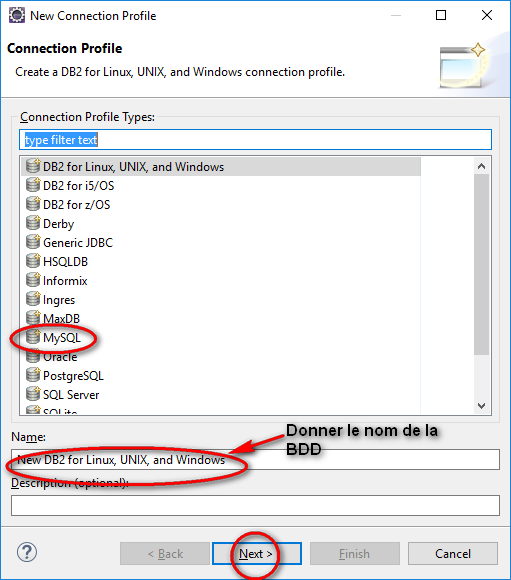 New Connection Profile
Connection Profile
Create a DB2 for Linux, UNIX, and Windows connection profile.
Connection Profile Types:
type filter text
DB2 for Linux, UNIX, and Windows
DB2 for i5/OS
DB2 for z/OS
Derby
Generic JDBC
HSQLDB
Informix
Ingres
MaxDB
MySQL
Oracle
PostgreSQL
SQL Server
SQLite
Donner le nom de la
BDD
Name:
New DB2 for Linux, UNIX, and Windows
Description (optional):
?
< Back
Next >
Finish
Cancel